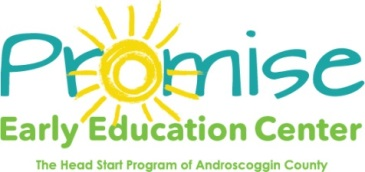 Promise
Early Education Center
The Head Start Program of Androscoggin County